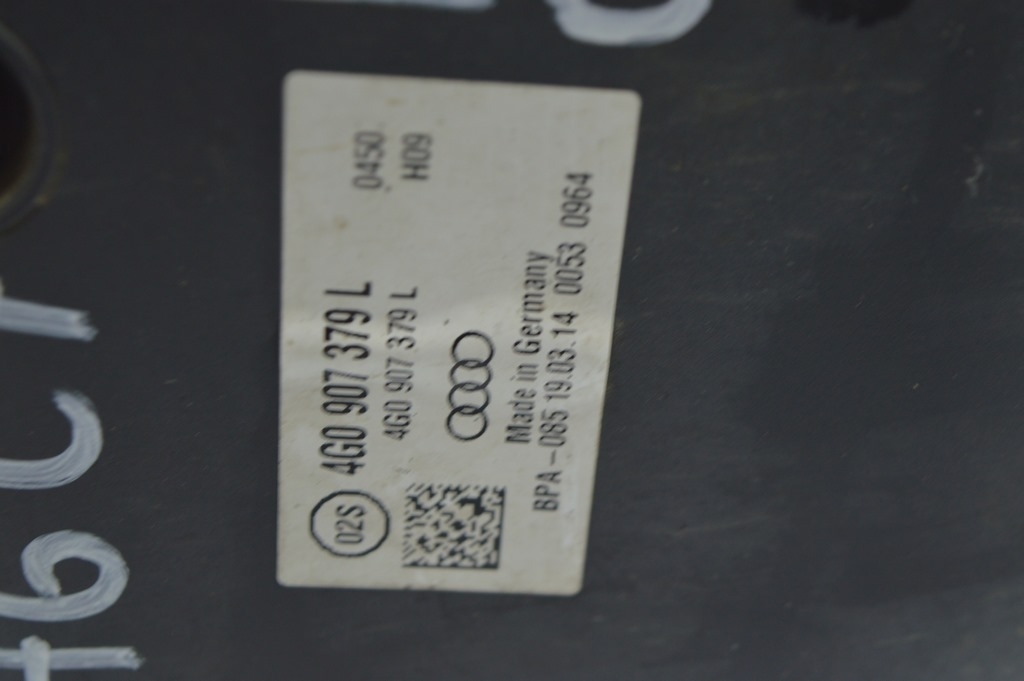 02S 4G0 907 379 L 0450
4G0 907 379 L H09
Made in Germany
BPA-085 19.03.14 0053 0964